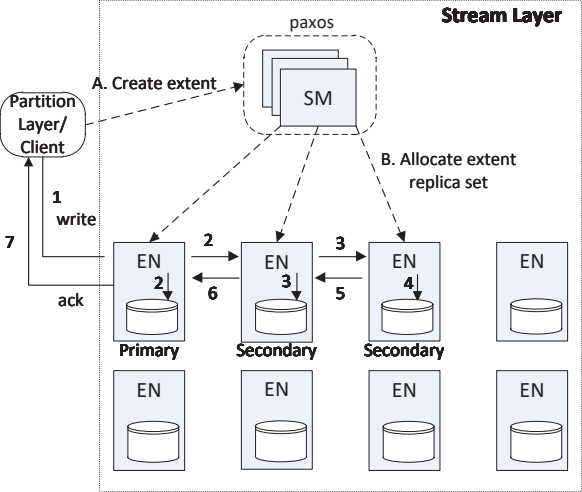 Stream Layer
paxos
A. Create extent
SM
Partition
Layer/
Client
B. Allocate extent
replica set
1
write
7
2
3
EN
EN
EN
EN
2
3
4
6
5
ack
Primary
Secondary
Secondary
EN
EN
EN
EN